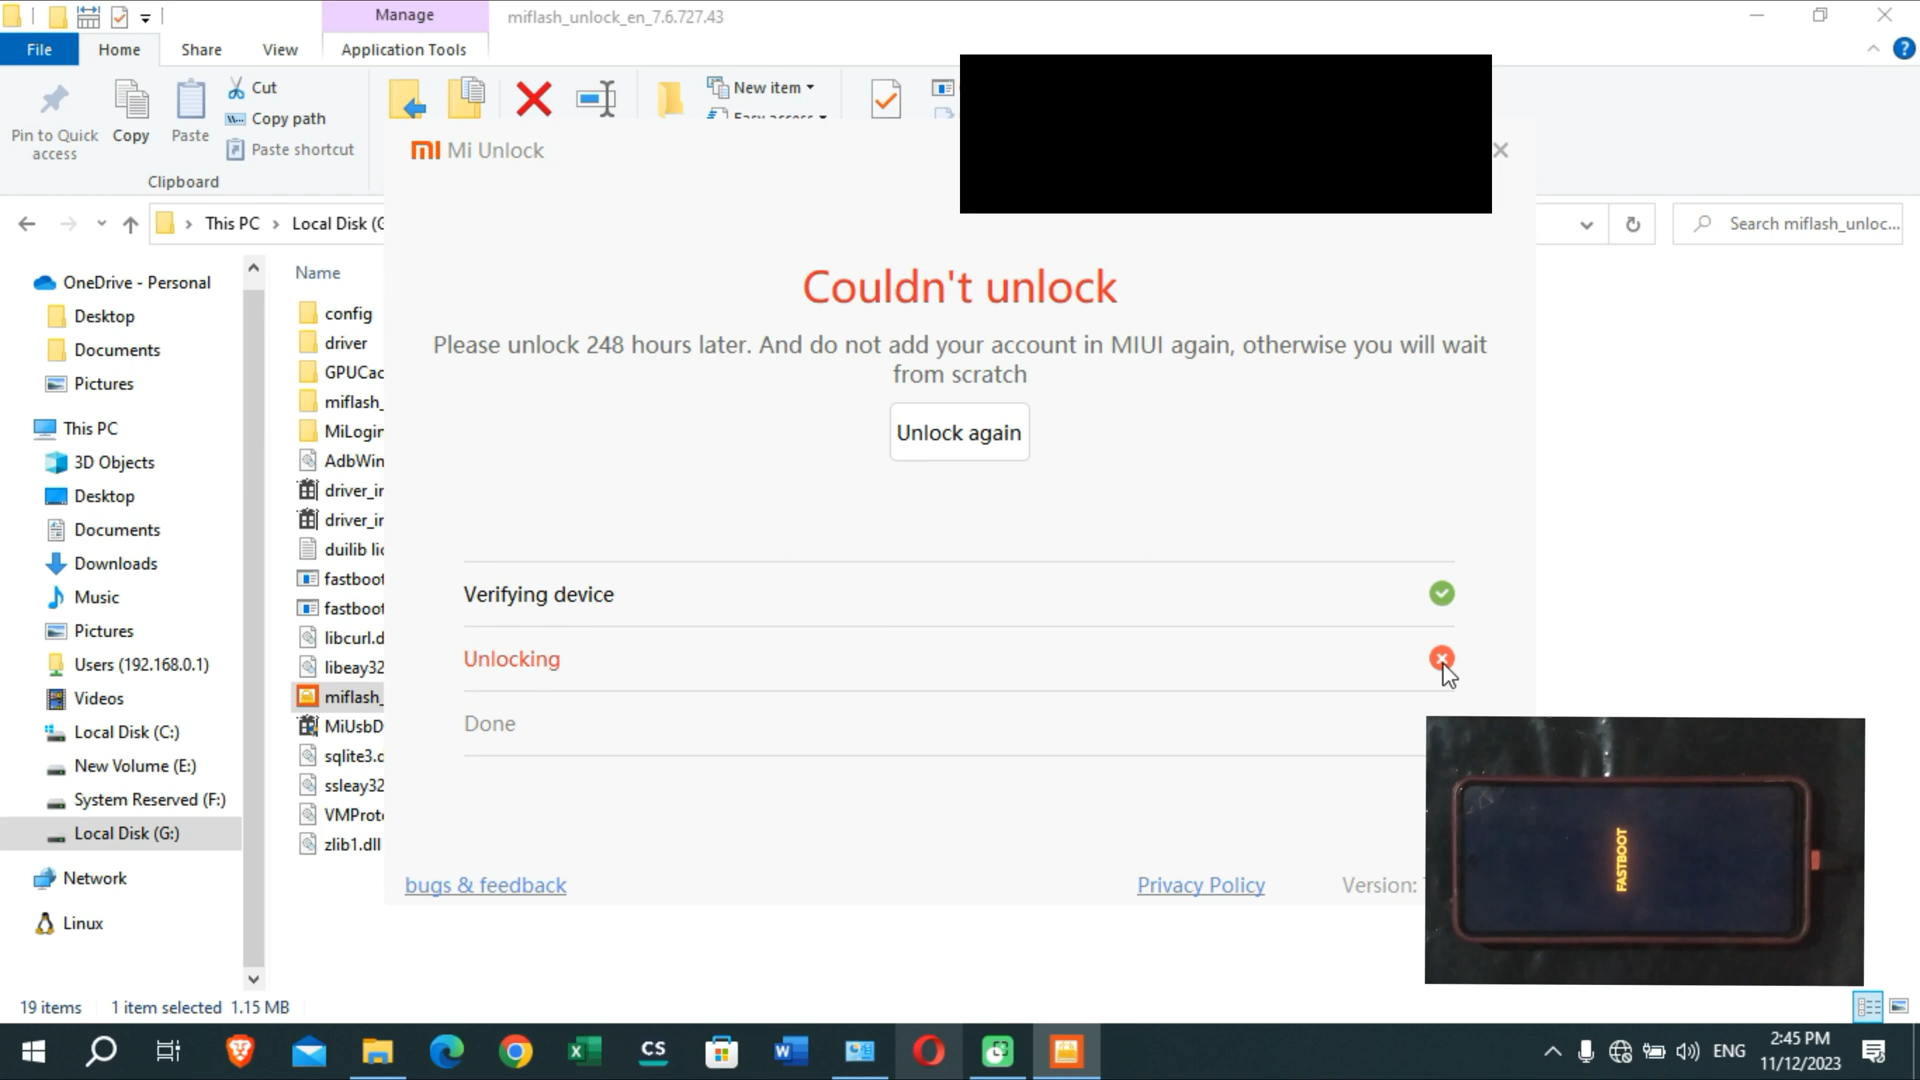 Manage
miflash_unlock_en_7.6.727.43
File
Home
Share
View
Application Tools
Pin to Quick access
Copy
Paste
Cut
Copy path
Paste shortcut
Clipboard
New item
Easy access
Mi Unlock
This PC
Local Disk (G
Search miflash_unloc...
Couldn't unlock
Please unlock 248 hours later. And do not add your account in MIUI again, otherwise you will wait
from scratch
Unlock again
Verifying device
Unlocking
Done
bugs & feedback
Privacy Policy
Version:
OneDrive - Personal
Desktop
Documents
Pictures
This PC
3D Objects
Desktop
Documents
Downloads
Music
Pictures
Users (192.168.0.1)
Videos
Local Disk (C:)
New Volume (E:)
System Reserved (F:)
Local Disk (G:)
Network
Linux
Name
config
driver
GPUCac
miflash_
MiLogin
AdbWin
driver_in
driver_in
duilib lic
fastboot
fastboot
libcurl.d
libeay32
miflash_
MiUsbD
sqlite3.d
ssleay32
VMProte
zlib1.dll
FASTBOOT
19 items
1 item selected 1.15 MB
CS
ENG
2:45 PM
11/12/2023